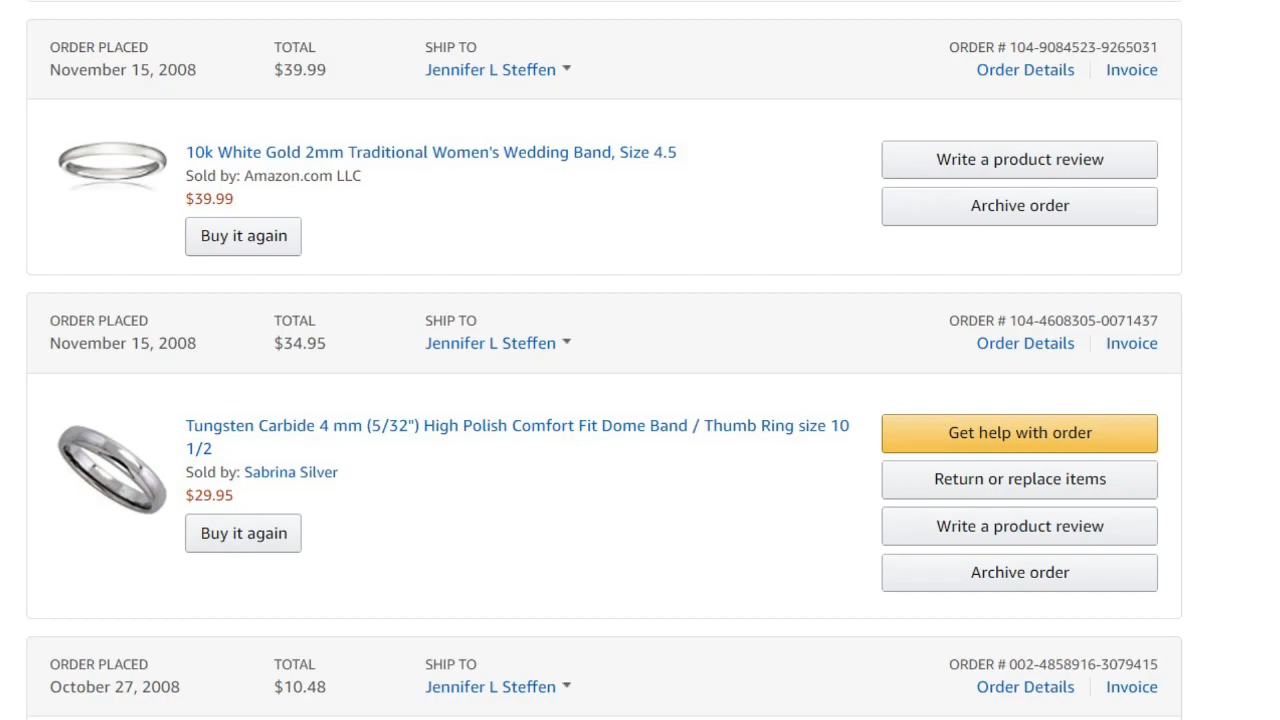 ORDER PLACED TOTAL SHIP TO ORDER # 104-9084523-9265031
November 15, 2008 $39.99 Jennifer L Steffen Order Details Invoice
10k White Gold 2mm Traditional Women's Wedding Band, Size 4.5
Sold by: Amazon.com LLC
$39.99
Buy it again
Write a product review
Archive order
ORDER PLACED TOTAL SHIP TO ORDER # 104-4608305-0071437
November 15, 2008 $34.95 Jennifer L Steffen Order Details Invoice
Tungsten Carbide 4 mm (5/32") High Polish Comfort Fit Dome Band / Thumb Ring size 10
1/2
Sold by: Sabrina Silver
$29.95
Buy it again
Get help with order
Return or replace items
Write a product review
Archive order
ORDER PLACED TOTAL SHIP TO ORDER # 002-4858916-3079415
October 27, 2008 $10.48 Jennifer L Steffen Order Details Invoice